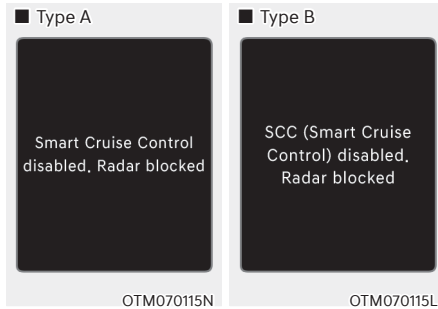 ■ Type A
Smart Cruise Control
disabled. Radar blocked
OTM070115N
■ Type B
SCC (Smart Cruise
Control) disabled.
Radar blocked
OTM070115L